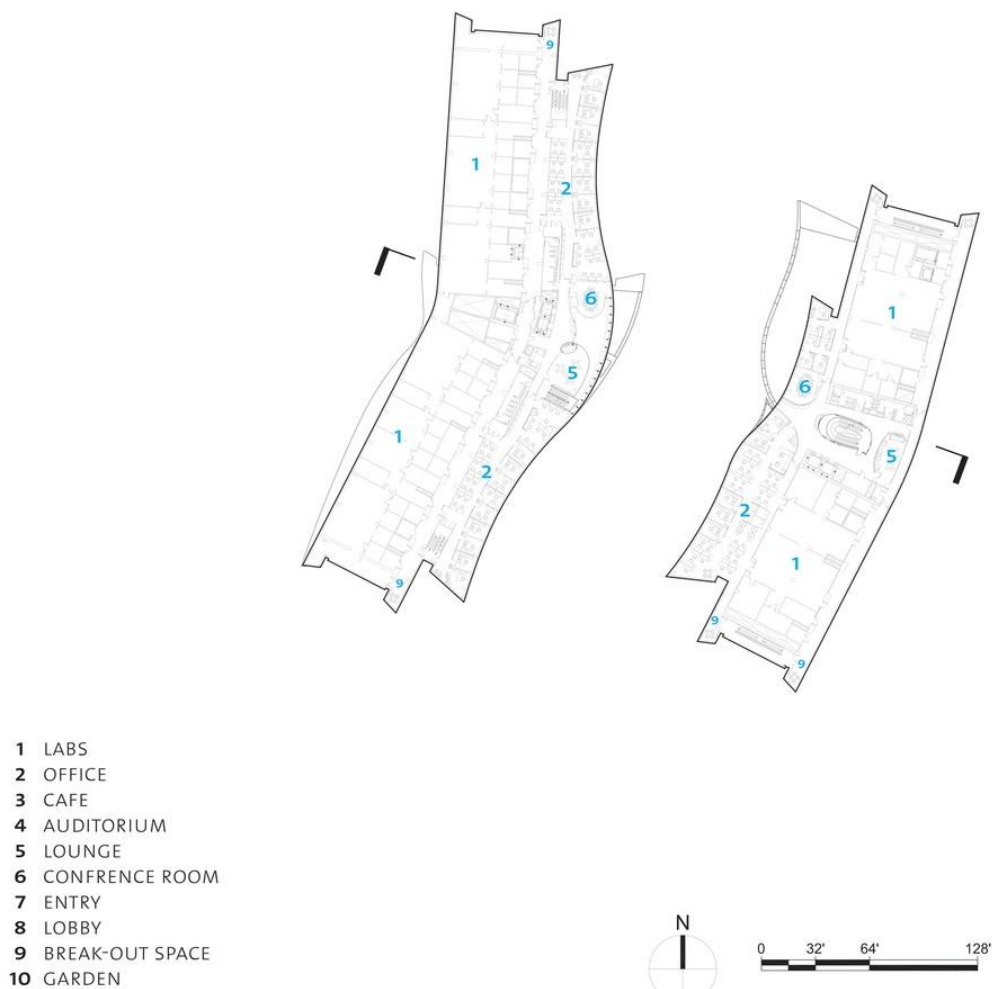 9
1
2
6
5
1
2
9
1
6
5
2
1
9
9
1 LABS
2 OFFICE
3 CAFE
4 AUDITORIUM
5 LOUNGE
6 CONFRENCE ROOM
7 ENTRY
8 LOBBY
9 BREAK-OUT SPACE
10 GARDEN
N
0 32' 64' 128'